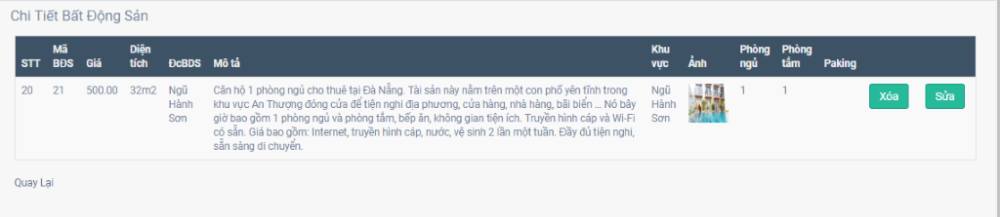 Chi Tiết Bất Động Sản
STT Mã BĐS Giá Diện tích ĐcBDS Mô tả Khu vực Ảnh Phòng ngủ Phòng tắm Paking
20 21 500.00 32m2 Ngũ Hành Sơn
Căn hộ 1 phòng ngủ cho thuê tại Đà Nẵng. Tài sản này nằm trên một con phố yên tĩnh trong
khu vực An Thượng đóng cửa để tiện nghi địa phương, cửa hàng, nhà hàng, bãi biển ... Nó bây
giờ bao gồm 1 phòng ngủ và phòng tắm, bếp ăn, không gian tiện ích. Truyền hình cáp và Wi-Fi
có sẵn. Giá bao gồm: Internet, truyền hình cáp, nước, vệ sinh 2 lần một tuần. Đầy đủ tiện nghi,
sẵn sàng di chuyển.
Ngũ Hành Sơn 1 1 Xóa Sửa
Quay Lại